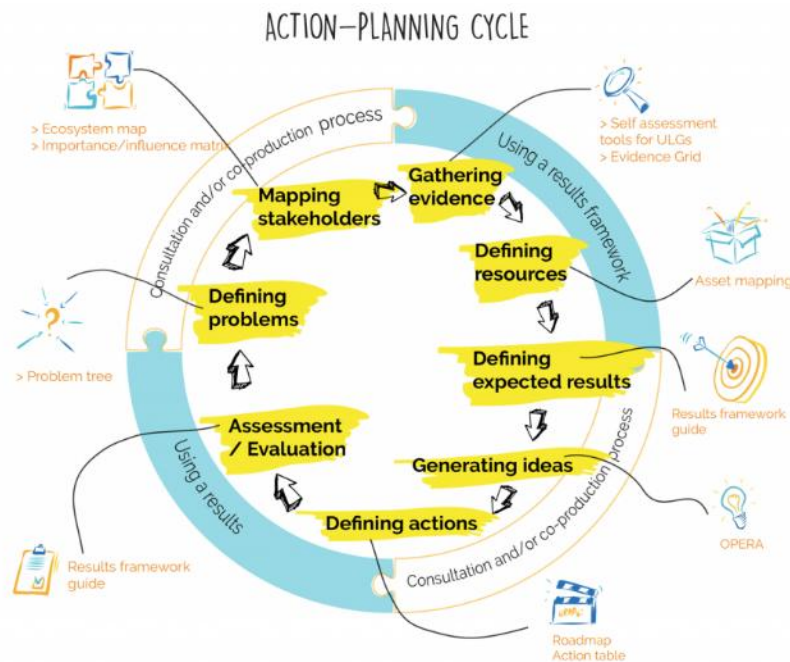 ACTION-PLANNING CYCLE
> Ecosystem map
> Importance/influence matrix
Consultation and/or co-production process
> Self assessment
tools for ULGs
> Evidence Grid
Using a results framework
Mapping
stakeholders
Gathering
evidence
Defining
resources
Asset mapping
Defining
problems
> Problem tree
Defining
expected results
Results framework
guide
Assessment
/ Evaluation
Generating ideas
OPERA
Defining actions
Using a results
Consultation and/or co-production process
Results framework
guide
Roadmap
Action table